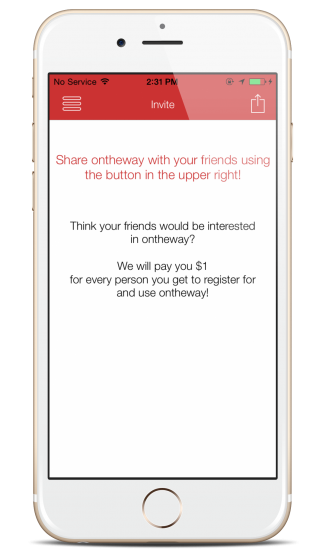 No Service 2:31 PM
Invite
Share ontheway with your friends using
the button in the upper right!
Think your friends would be interested
in ontheway?
We will pay you $1
for every person you get to register for
and use ontheway!